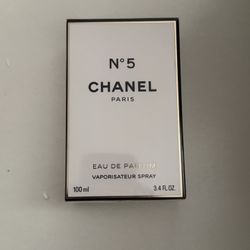 N°5
CHANEL
PARIS
EAU DE PARFUM
VAPORISATEUR SPRAY
100 ml 3.4 FL. OZ.